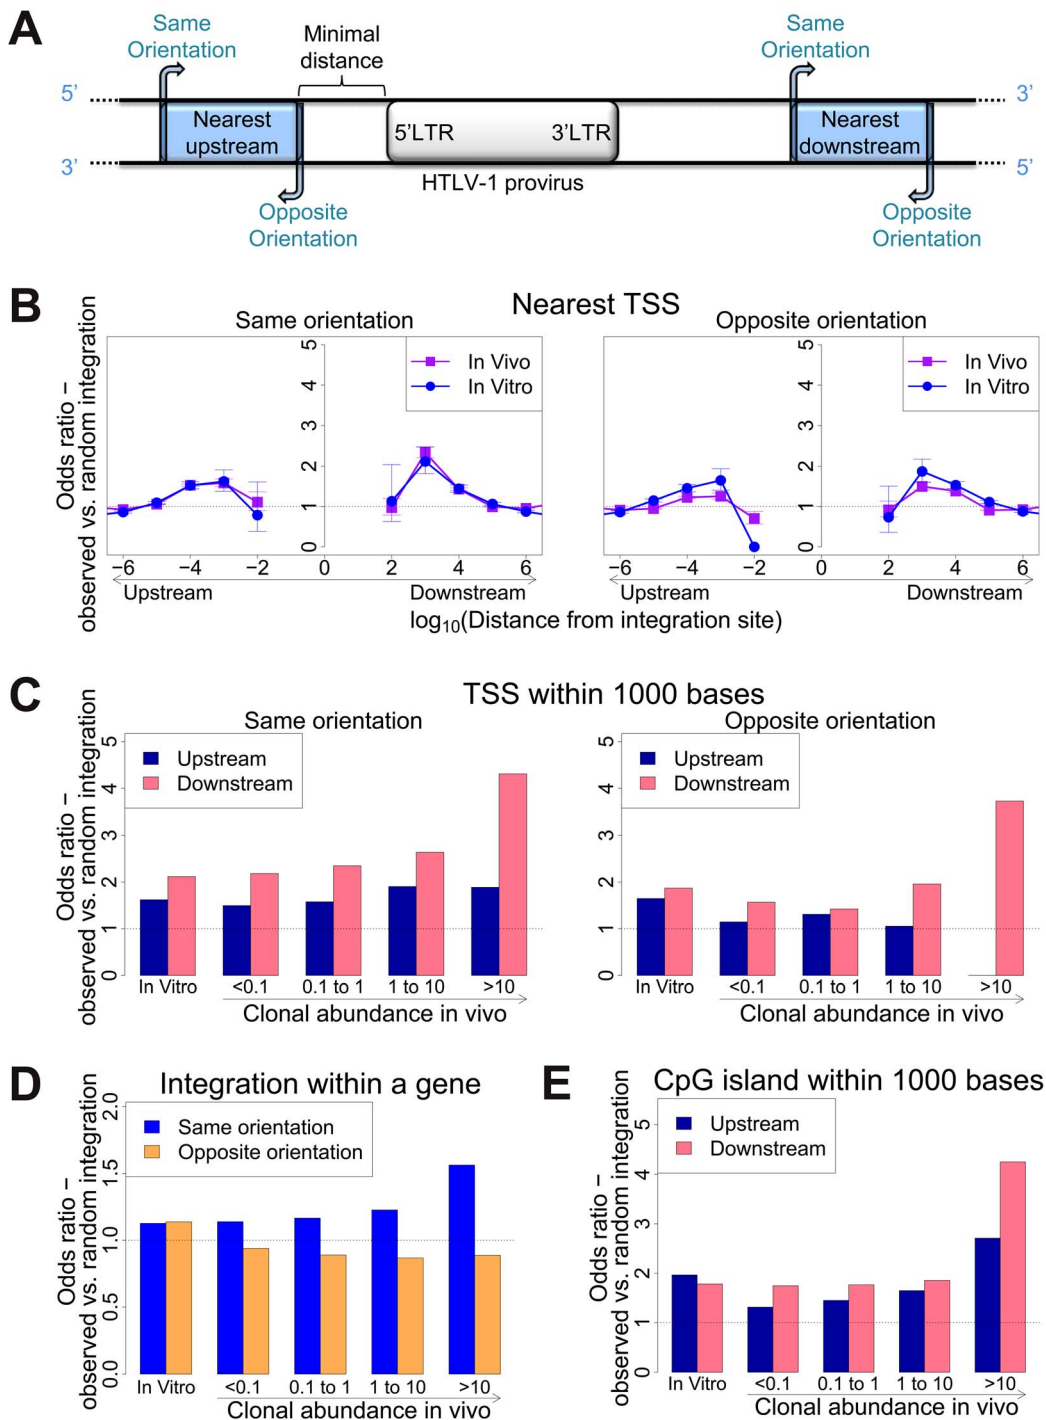 A
Same
Orientation
Minimal
distance
Same
Orientation
5’
3’
Nearest
upstream
5’LTR
3’LTR
Nearest
downstream
3’
5’
HTLV-1 provirus
Opposite
Orientation
Opposite
Orientation
B
Nearest TSS
Same orientation
Opposite orientation
Odds ratio –
observed vs. random integration
5
4
3
2
1
0
In Vivo
In Vitro
5
4
3
2
1
0
In Vivo
In Vitro
−6 −4 −2 0 2 4 6
−6 −4 −2 0 2 4 6
Upstream
Downstream
Upstream
Downstream
log10(Distance from integration site)
C
TSS within 1000 bases
Same orientation
Opposite orientation
Odds ratio –
observed vs. random integration
5
4
3
2
1
0
Upstream
Downstream
5
4
3
2
1
0
Upstream
Downstream
In Vitro <0.1 0.1 to 1 1 to 10 >10
In Vitro <0.1 0.1 to 1 1 to 10 >10
Clonal abundance in vivo
Clonal abundance in vivo
D
Integration within a gene
Odds ratio –
observed vs. random integration
2.0
1.5
1.0
0.5
0.0
Same orientation
Opposite orientation
In Vitro <0.1 0.1 to 1 1 to 10 >10
Clonal abundance in vivo
E
CpG island within 1000 bases
Odds ratio –
observed vs. random integration
5
4
3
2
1
0
Upstream
Downstream
In Vitro <0.1 0.1 to 1 1 to 10 >10
Clonal abundance in vivo